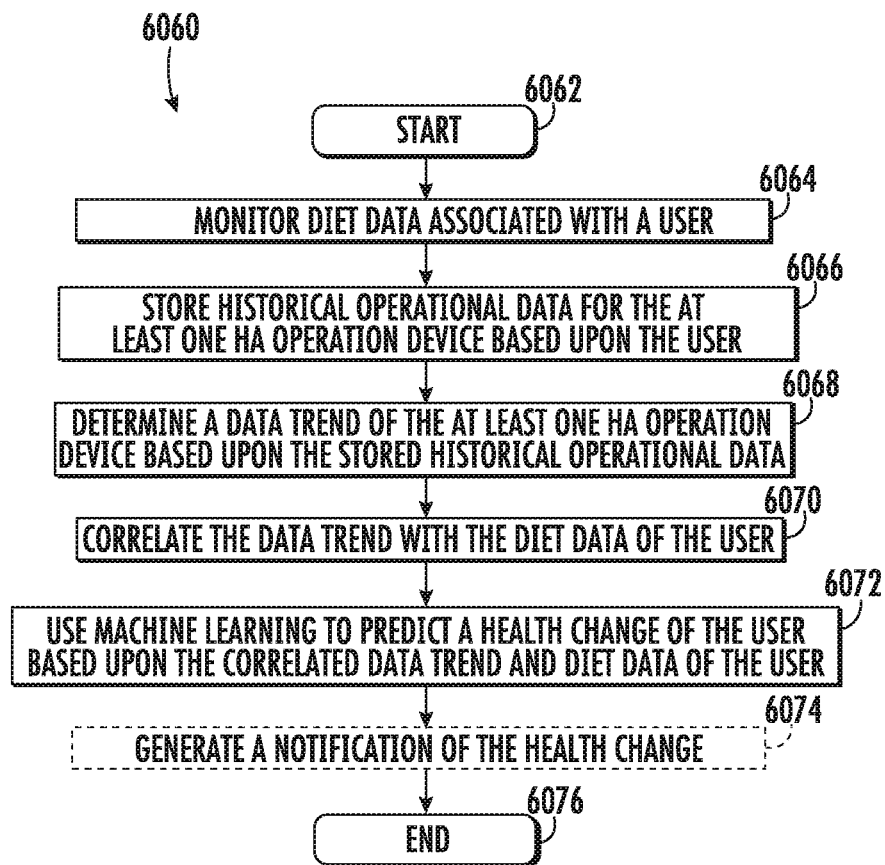 6060
6062
START
6064
MONITOR DIET DATA ASSOCIATED WITH A USER
6066
STORE HISTORICAL OPERATIONAL DATA FOR THE AT
LEAST ONE HA OPERATION DEVICE BASED UPON THE USER
6068
DETERMINE A DATA TREND OF THE AT LEAST ONE HA OPERATION
DEVICE BASED UPON THE STORED HISTORICAL OPERATIONAL DATA
6070
CORRELATE THE DATA TREND WITH THE DIET DATA OF THE USER
6072
USE MACHINE LEARNING TO PREDICT A HEALTH CHANGE OF THE USER
BASED UPON THE CORRELATED DATA TREND AND DIET DATA OF THE USER
6074
GENERATE A NOTIFICATION OF THE HEALTH CHANGE
6076
END